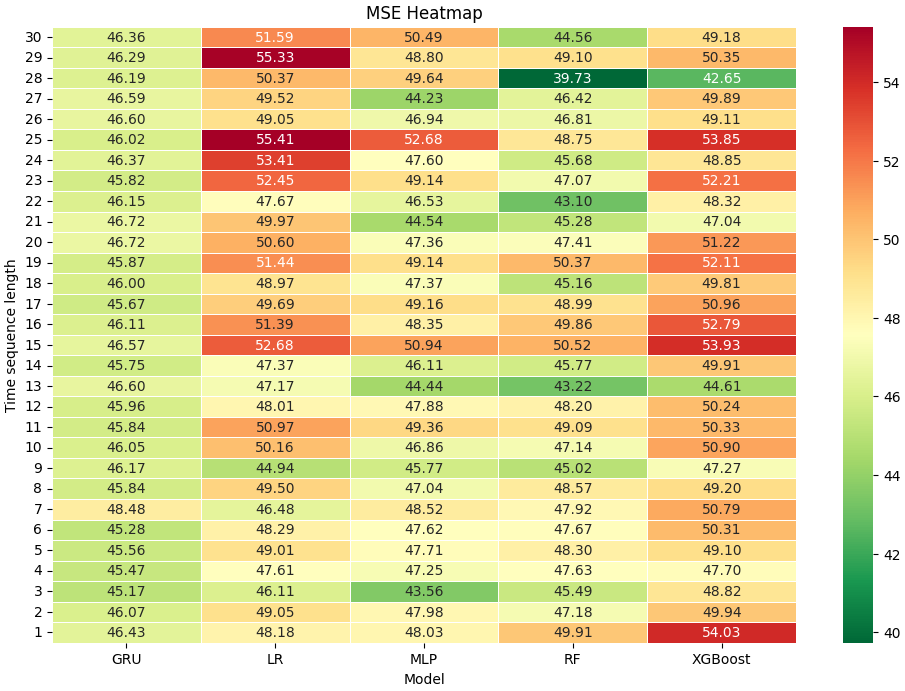 MSE Heatmap
30 46.36 51.59 50.49 44.56 49.18
29 46.29 55.33 48.80 49.10 50.35
28 46.19 50.37 49.64 39.73 42.65
27 46.59 49.52 44.23 46.42 49.89
26 46.60 49.05 46.94 46.81 49.11
25 46.02 55.41 52.68 48.75 53.85
24 46.37 53.41 47.60 45.68 48.85
23 45.82 52.45 49.14 47.07 52.21
22 46.15 47.67 46.53 43.10 48.32
21 46.72 49.97 44.54 45.28 47.04
20 46.72 50.60 47.36 47.41 51.22
19 45.87 51.44 49.14 50.37 52.11
18 46.00 48.97 47.37 45.16 49.81
17 45.67 49.69 49.16 48.99 50.96
16 46.11 51.39 48.35 49.86 52.79
15 46.57 52.68 50.94 50.52 53.93
14 45.75 47.37 46.11 45.77 49.91
13 46.60 47.17 44.44 43.22 44.61
12 45.96 48.01 47.88 48.20 50.24
11 45.84 50.97 49.36 49.09 50.33
10 46.05 50.16 46.86 47.14 50.90
9 46.17 44.94 45.77 45.02 47.27
8 45.84 49.50 47.04 48.57 49.20
7 48.48 46.48 48.52 47.92 50.79
6 45.28 48.29 47.62 47.67 50.31
5 45.56 49.01 47.71 48.30 49.10
4 45.47 47.61 47.25 47.63 47.70
3 45.17 46.11 43.56 45.49 48.82
2 46.07 49.05 47.98 47.18 49.94
1 46.43 48.18 48.03 49.91 54.03
GRU LR MLP RF XGBoost
Model
Time sequence length
54
52
50
48
46
44
42
40